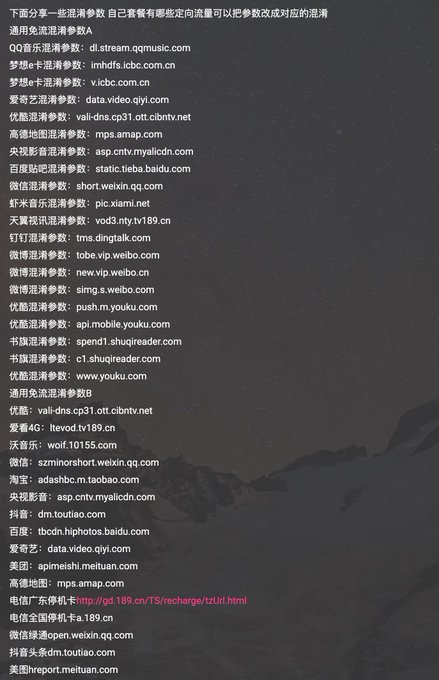 下面分享一些混淆参数 自己套餐有哪些定向流量可以把参数改成对应的混淆
通用免流混淆参数A
QQ音乐混淆参数：dl.stream.qqmusic.com
梦想e卡混淆参数：imhdfs.icbc.com.cn
梦想e卡混淆参数：v.icbc.com.cn
爱奇艺混淆参数：data.video.qiyi.com
优酷混淆参数：vali-dns.cp31.ott.cibntv.net
高德地图混淆参数：mps.amap.com
央视影音混淆参数：asp.cntv.myalicdn.com
百度贴吧混淆参数：static.tieba.baidu.com
微信混淆参数：short.weixin.qq.com
虾米音乐混淆参数：pic.xiami.net
天翼视讯混淆参数：vod3.nty.tv189.cn
钉钉混淆参数：tms.dingtalk.com
微博混淆参数：tobe.vip.weibo.com
微博混淆参数：new.vip.weibo.cn
微博混淆参数：simg.s.weibo.com
优酷混淆参数：push.m.youku.com
优酷混淆参数：api.mobile.youku.com
书旗混淆参数：spend1.shuqireader.com
书旗混淆参数：c1.shuqireader.com
优酷混淆参数：www.youku.com
通用免流混淆参数B
优酷：vali-dns.cp31.ott.cibntv.net
爱看4G：ltevod.tv189.cn
沃音乐：woif.10155.com
微信：szminorshort.weixin.qq.com
淘宝：adashbc.m.taobao.com
央视影音：asp.cntv.myalicdn.com
抖音：dm.toutiao.com
百度：tbcdn.hiphotos.baidu.com
爱奇艺：data.video.qiyi.com
美团：apimeishi.meituan.com
高德地图：mps.amap.com
电信广东停机卡http://gd.189.cn/TS/recharge/tzUrl.html
电信全国停机卡a.189.cn
微信绿通open.weixin.qq.com
抖音头条dm.toutiao.com
美图hreport.meituan.com